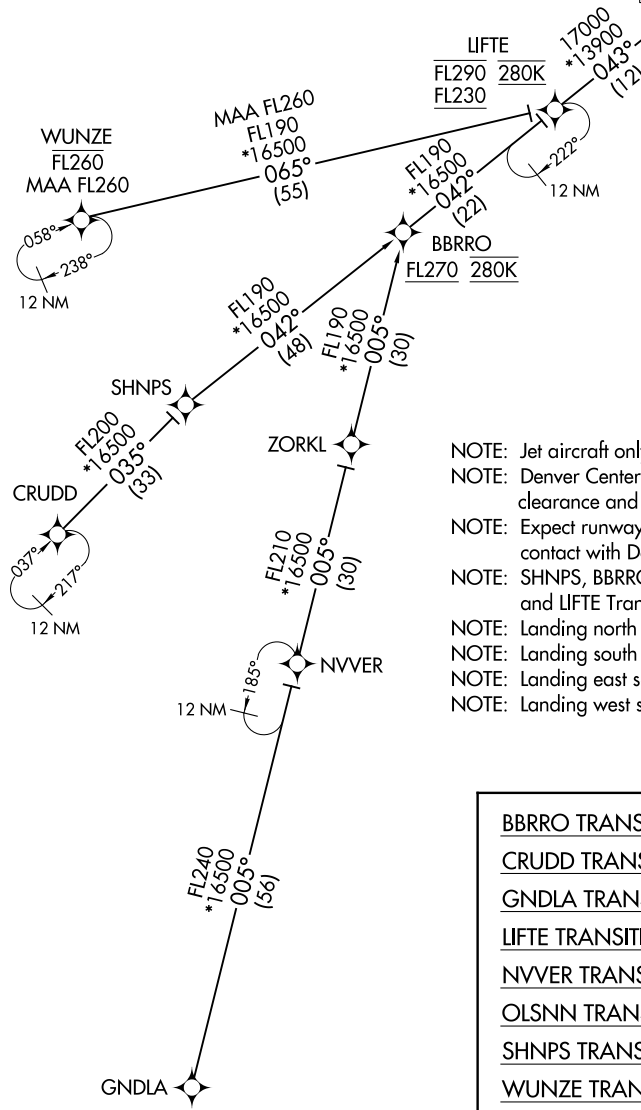 LIFTE
FL290 280K
FL230
17000
*13900
043°
(12)
MAA FL260
FL190
*16500
065°
(55)
WUNZE
FL260
MAA FL260
058°
238°
12 NM
FL190
*16500
042°
(22)
222°
12 NM
BBRRO
FL270 280K
FL190
*16500
042°
(48)
FL190
*16500
005°
(30)
SHNPS
ZORKL
FL200
*16500
035°
(33)
CRUDD
037°
217°
12 NM
FL210
*16500
005°
(30)
NVVER
185°
12 NM
FL240
*16500
005°
(56)
GNDLA
NOTE: Jet aircraft only
NOTE: Denver Center
clearance and
NOTE: Expect runway
contact with D
NOTE: SHNPS, BBRRO
and LIFTE Tran
NOTE: Landing north
NOTE: Landing south
NOTE: Landing east s
NOTE: Landing west s
BBRRO TRANS
CRUDD TRANS
GNDLA TRAN
LIFTE TRANSITI
NVVER TRANS
OLSNN TRAN
SHNPS TRANS
WUNZE TRAN